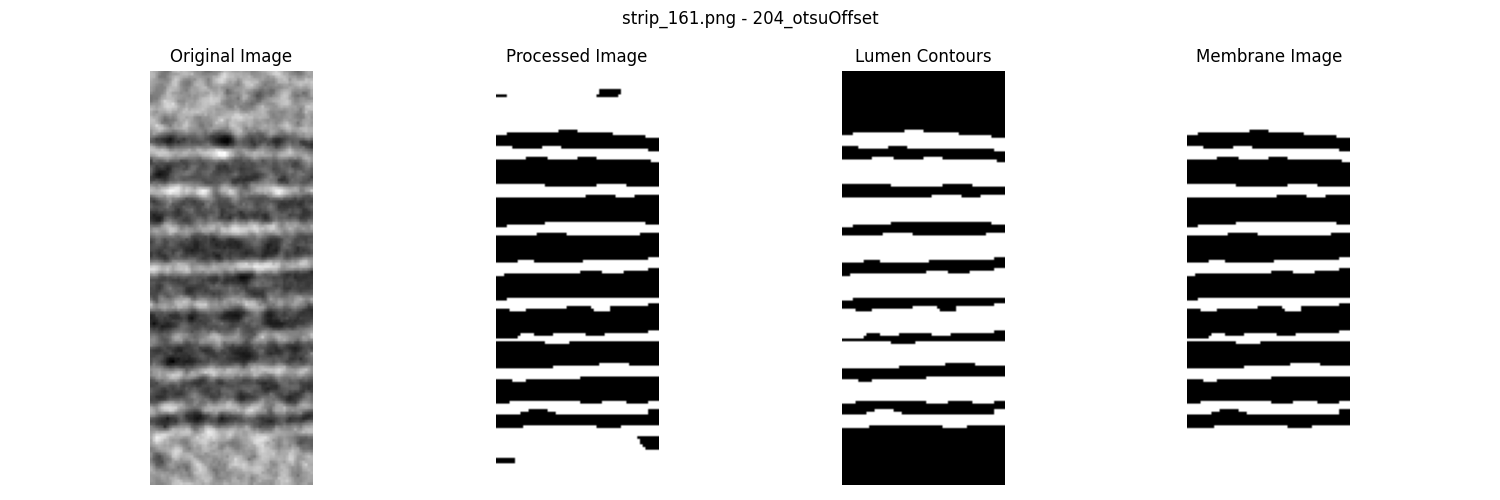 strip_161.png - 204_otsuOffset
Original Image
Processed Image
Lumen Contours
Membrane Image